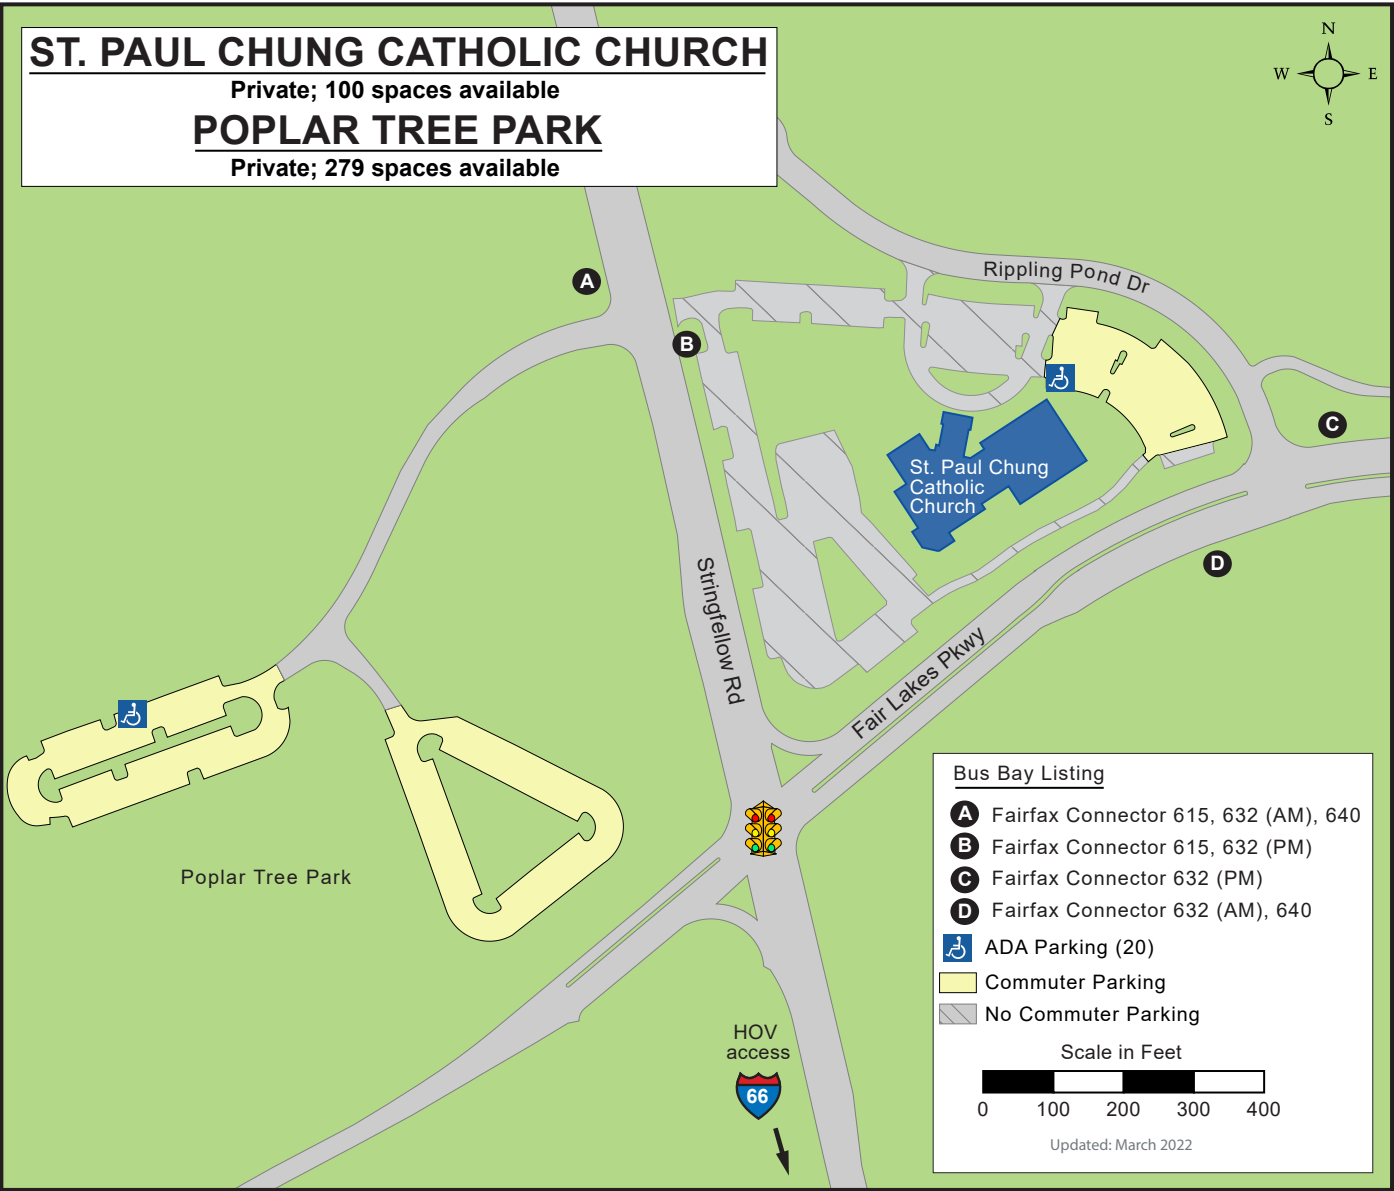 ST. PAUL CHUNG CATHOLIC CHURCH
Private; 100 spaces available
POPLAR TREE PARK
Private; 279 spaces available
N
W E
S
Rippling Pond Dr
A
B
C
D
St. Paul Chung
Catholic
Church
Stringfellow Rd
Fair Lakes Pkwy
Poplar Tree Park
HOV
access
66
Bus Bay Listing
A Fairfax Connector 615, 632 (AM), 640
B Fairfax Connector 615, 632 (PM)
C Fairfax Connector 632 (PM)
D Fairfax Connector 632 (AM), 640
ADA Parking (20)
Commuter Parking
No Commuter Parking
Scale in Feet
0 100 200 300 400
Updated: March 2022